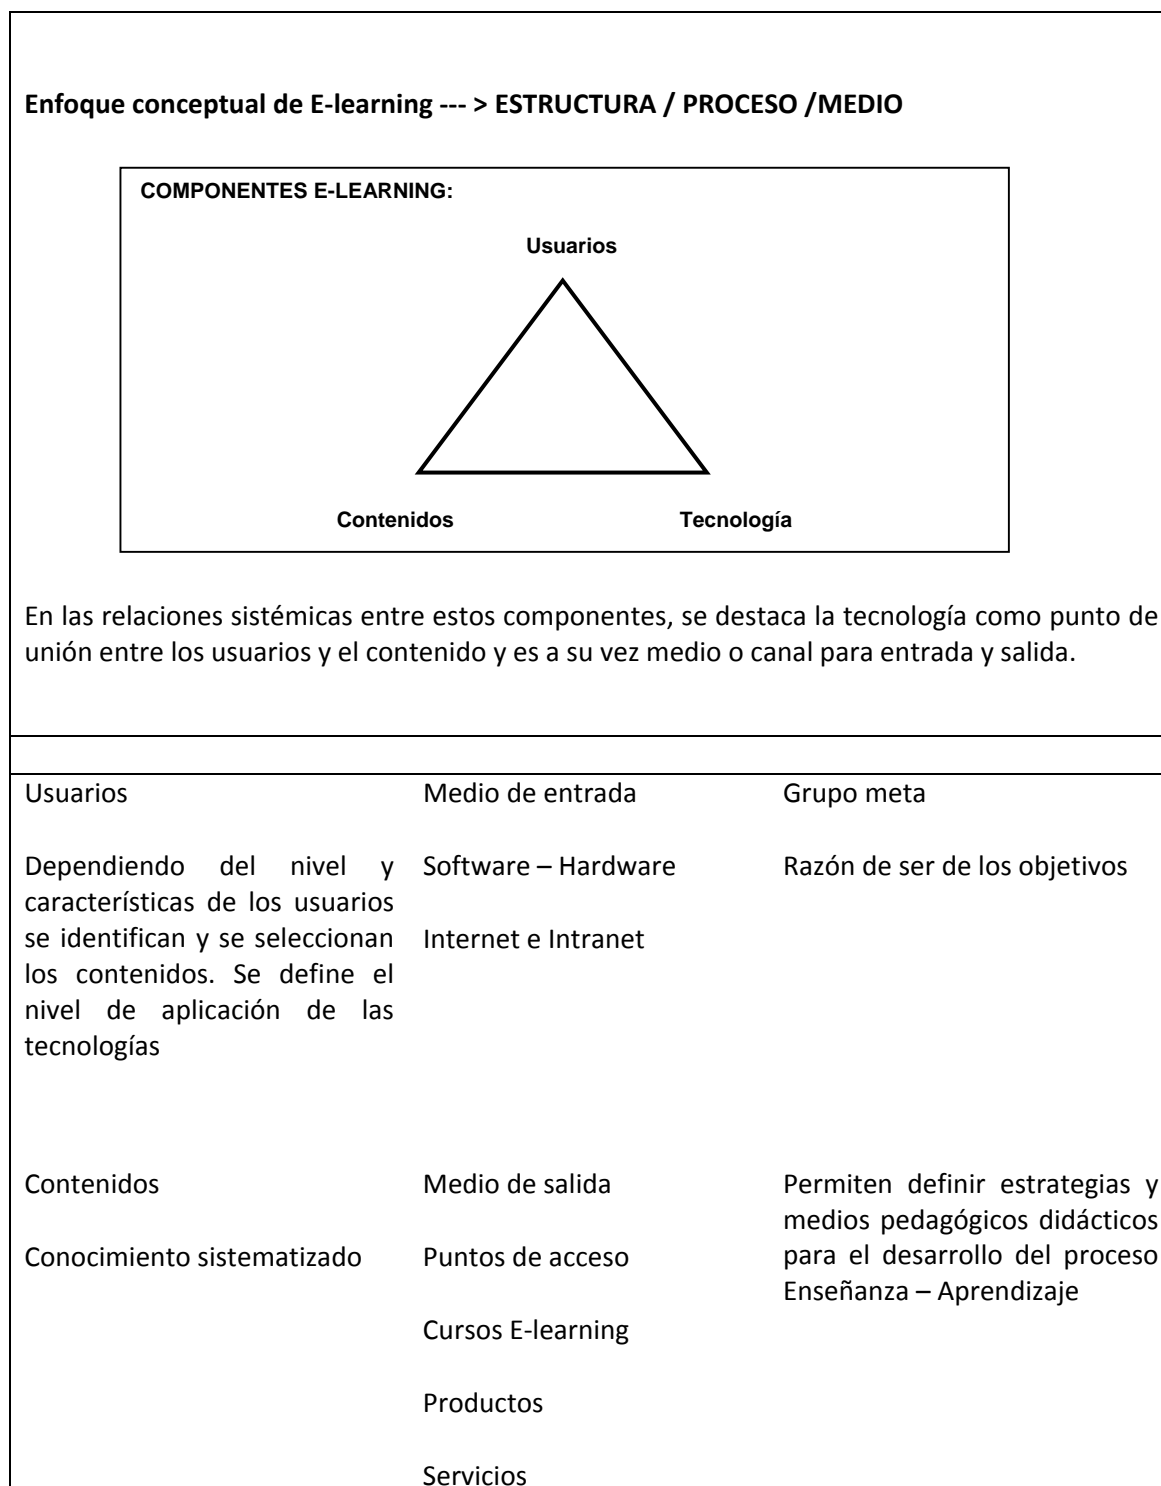 Enfoque conceptual de E-learning --- > ESTRUCTURA / PROCESO /MEDIO
COMPONENTES E-LEARNING:
Usuarios
Contenidos
Tecnología
En las relaciones sistémicas entre estos componentes, se destaca la tecnología como punto de
unión entre los usuarios y el contenido y es a su vez medio o canal para entrada y salida.
Usuarios
Dependiendo del nivel y
características de los usuarios
se identifican y se seleccionan
los contenidos. Se define el
nivel de aplicación de las
tecnologías
Medio de entrada
Software – Hardware
Internet e Intranet
Grupo meta
Razón de ser de los objetivos
Contenidos
Conocimiento sistematizado
Medio de salida
Puntos de acceso
Cursos E-learning
Productos
Servicios
Permiten definir estrategias y
medios pedagógicos didácticos
para el desarrollo del proceso
Enseñanza – Aprendizaje